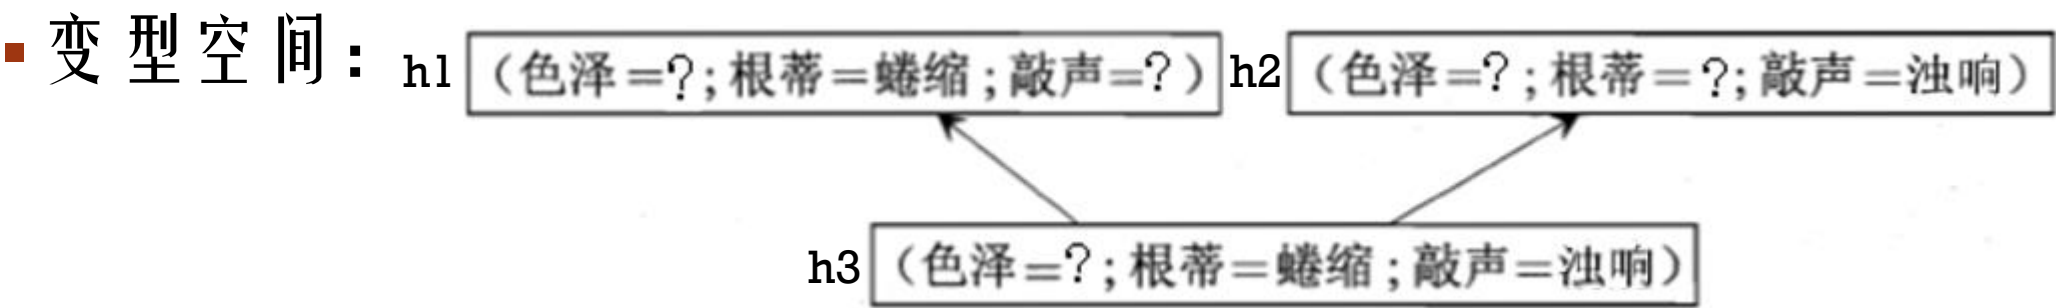 ▪ 变型空间：h1（色泽=?；根蒂=蜷缩；敲声=?）h2（色泽=?；根蒂=?；敲声=浊响）
h3（色泽=?；根蒂=蜷缩；敲声=浊响）